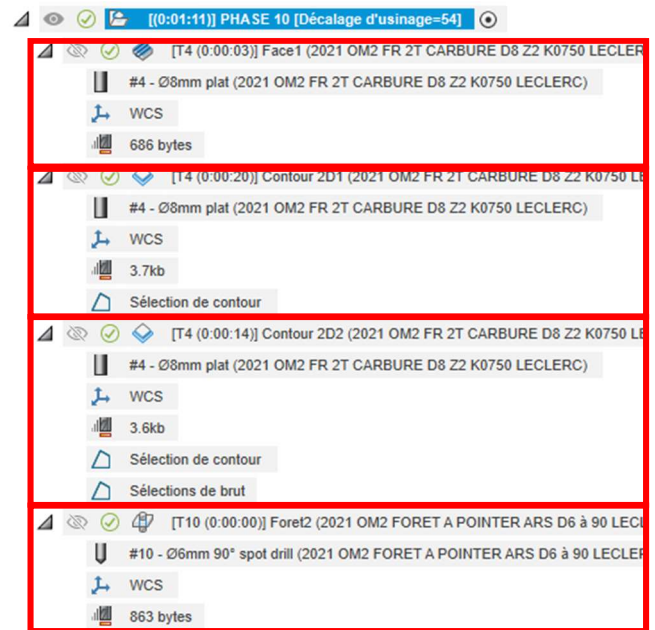 [(0:01:11)] PHASE 10 [Décalage d'usinage=54]
[T4 (0:00:03)] Face1 (2021 OM2 FR 2T CARBURE D8 Z2 K0750 LECLER
#4 - Ø8mm plat (2021 OM2 FR 2T CARBURE D8 Z2 K0750 LECLERC)
WCS
686 bytes
[T4 (0:00:20)] Contour 2D1 (2021 OM2 FR 2T CARBURE D8 Z2 K0750 LE
#4 - Ø8mm plat (2021 OM2 FR 2T CARBURE D8 Z2 K0750 LECLERC)
WCS
3.7kb
Sélection de contour
[T4 (0:00:14)] Contour 2D2 (2021 OM2 FR 2T CARBURE D8 Z2 K0750 LE
#4 - Ø8mm plat (2021 OM2 FR 2T CARBURE D8 Z2 K0750 LECLERC)
WCS
3.6kb
Sélection de contour
Sélections de brut
[T10 (0:00:00)] Foret2 (2021 OM2 FORET A POINTER ARS D6 à 90 LECL
#10 - Ø6mm 90° spot drill (2021 OM2 FORET A POINTER ARS D6 à 90 LECLER
WCS
863 bytes